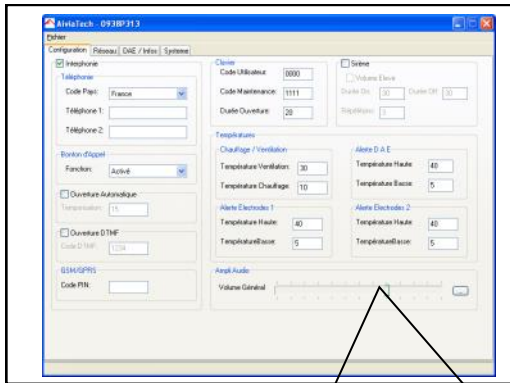 AiviaTech - 093BP313
Fichier
Configuration Réseau DAE / Infos Systeme
Interphonie
Téléphonie
Code Pays: France
Téléphone 1:
Téléphone 2:
Bonton d'Appel
Fonction: Activé
Ouverture Automatique
Temporisation: 15
Ouverture DTMF
Code DTMF: 1234
GSM/GPRS
Code PIN:
Clavier
Code Utilisateur: 0000
Code Maintenance: 1111
Durée Ouverture: 20
Sirène
Volume Elevé
Durée On: 30 Durée Off: 30
Répétitions: 3
Températures
Chauffage / Ventilation
Température Ventilation: 30
Température Chauffage: 10
Alerte D A E
Température Haute: 40
Température Basse: 5
Alerte Electrodes 1
Température Haute: 40
TempératureBasse: 5
Alerte Electrodes 2
Température Haute: 40
TempératureBasse: 5
Ampli Audio
Volume Général ...